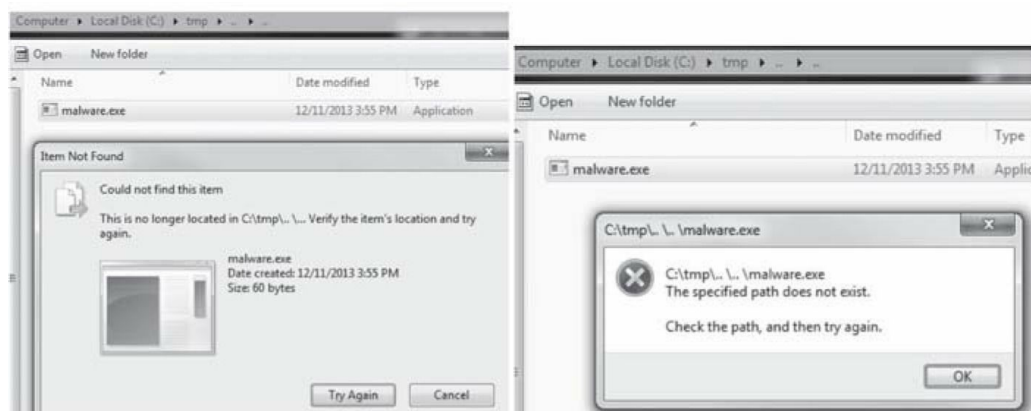 Computer ▸ Local Disk (C:) ▸ tmp ▸ .. ▸ ..
Open New folder
Name Date modified Type
malware.exe 12/11/2013 3:55 PM Application
Item Not Found
Could not find this item
This is no longer located in C:\tmp\.. \... Verify the item's location and try
again.
malware.exe
Date created: 12/11/2013 3:55 PM
Size: 60 bytes
Try Again Cancel
Computer ▸ Local Disk (C:) ▸ tmp ▸ .. ▸ ..
Open New folder
Name Date modified Type
malware.exe 12/11/2013 3:55 PM Applic
C:\tmp\.. \.. \malware.exe
C:\tmp\.. \.. \malware.exe
The specified path does not exist.
Check the path, and then try again.
OK